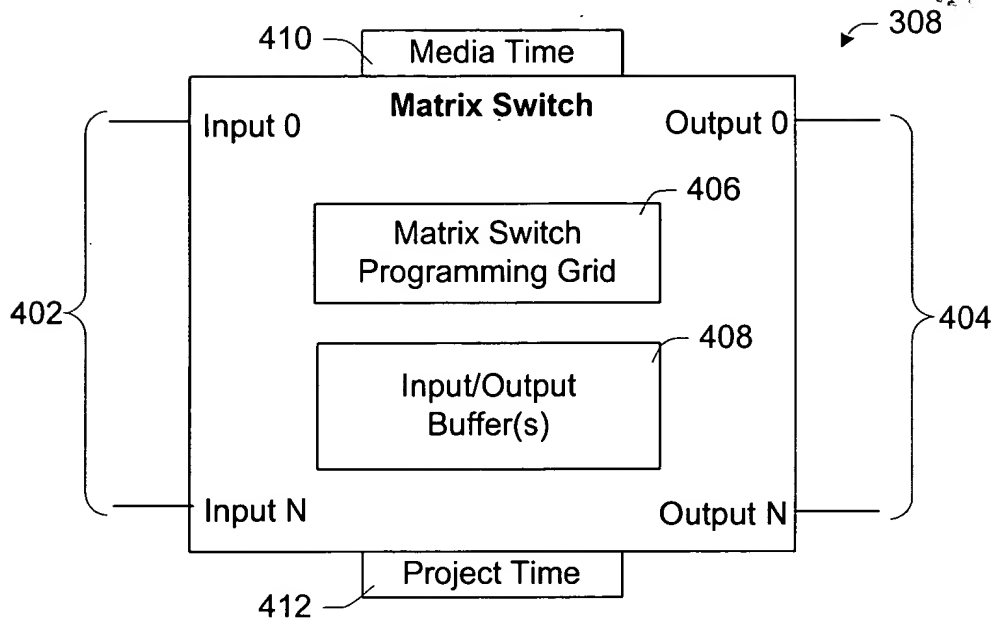 308
410
Media Time
Matrix Switch
Input 0
Output 0
406
Matrix Switch
Programming Grid
402
404
408
Input/Output
Buffer(s)
Input N
Output N
Project Time
412